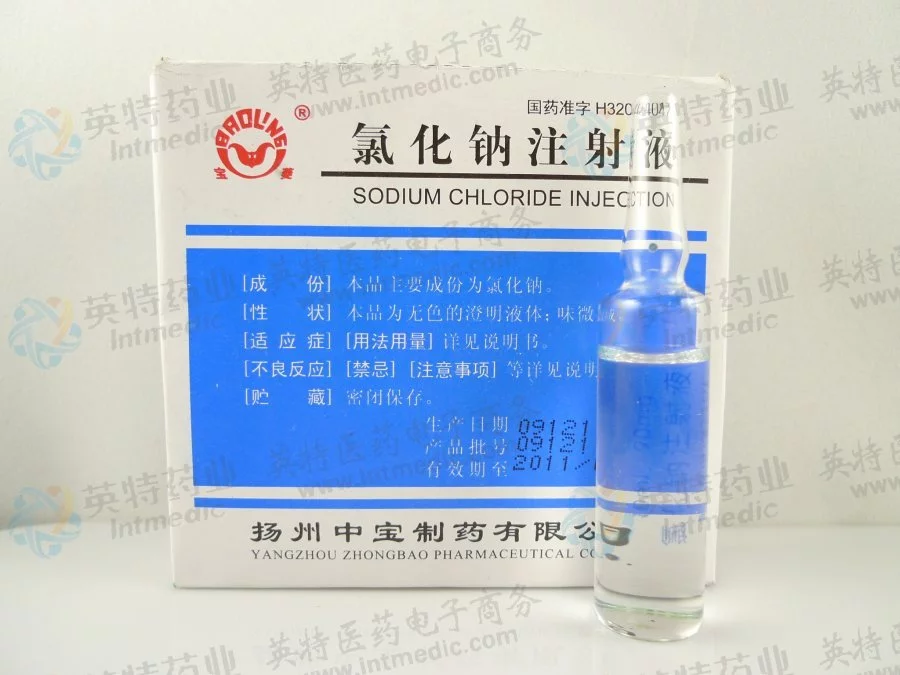 BAOLING
宝 菱
®
国药准字 H320
氯化钠注射液
SODIUM CHLORIDE INJECTION
[成 份] 本品主要成份为氯化钠。
[性 状] 本品为无色的澄明液体；味微咸
[适 应 症] [用法用量] 详见说明书。
[不良反应] [禁忌] [注意事项] 等详见说明
[贮 藏] 密闭保存。
生产日期 09121
产品批号 09121
有效期至 2011/
扬州中宝制药有限公
YANGZHOU ZHONGBAO PHARMACEUTICAL CO
英特医药电子商务
www.intmedic.com
英特药业
Intmedic